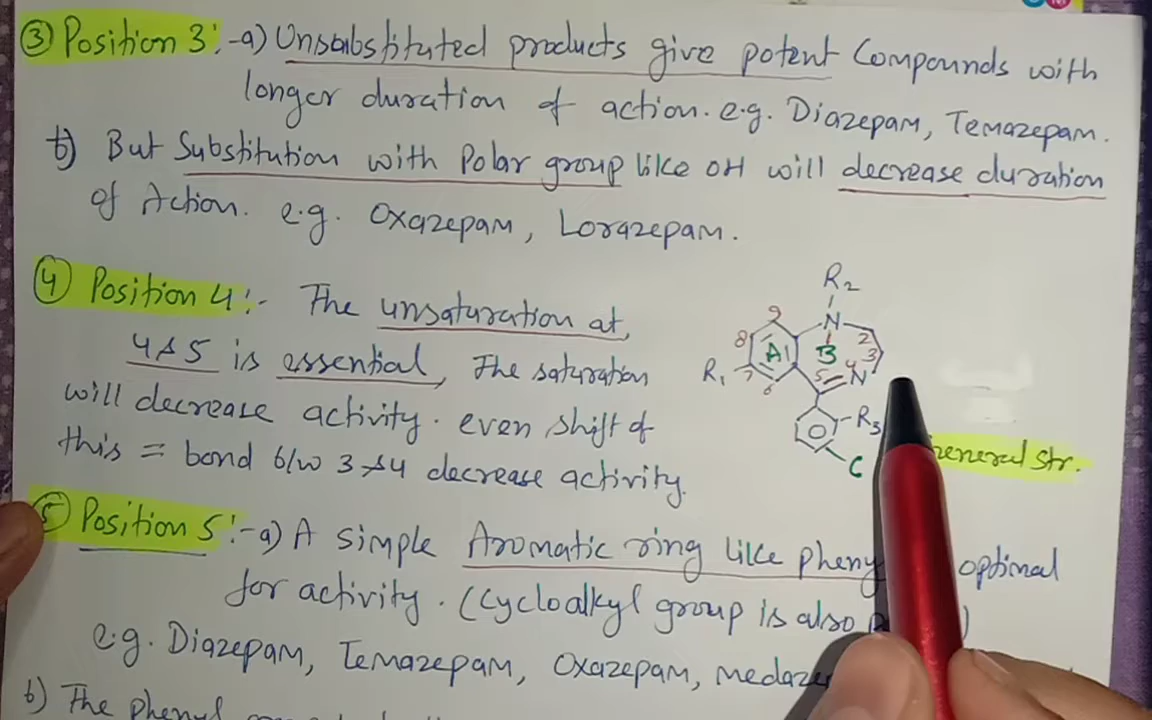 ③ Position 3:- a) Unsubstituted products give potent Compounds with
longer duration of action. e.g. Diazepam, Temazepam.
b) But Substitution with Polar group like OH will decrease duration
of Action. e.g. Oxazepam, Lorazepam.
④ Position 4:- The unsaturation at
4 & 5 is essential, The saturation
will decrease activity. even shift of
this = bond b/w 3 & 4 decrease activity.
R2
9
N
8
A
B
2
3
4
R1
7
6
5
N
R3
C
General Str.
5 Position 5:- a) A simple Aromatic ring like pheny optimal
for activity. (Cycloalkyl group is also
e.g. Diazepam, Temazepam, Oxazepam, medaze
b) The phenyl